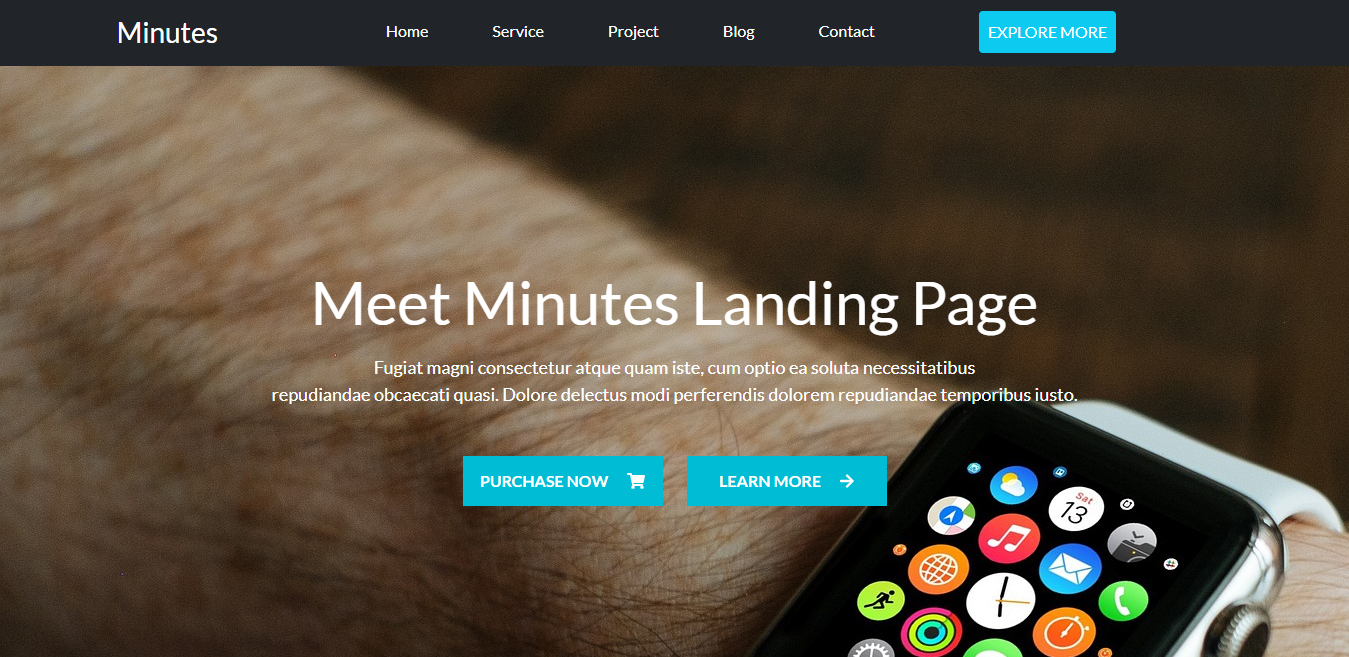 Minutes
Home Service Project Blog Contact EXPLORE MORE
Meet Minutes Landing Page
Fugiat magni consectetur atque quam iste, cum optio ea soluta necessitatibus
repudiandae obcaecati quasi. Dolore delectus modi perferendis dolorem repudiandae temporibus iusto.
PURCHASE NOW LEARN MORE
Sat
13